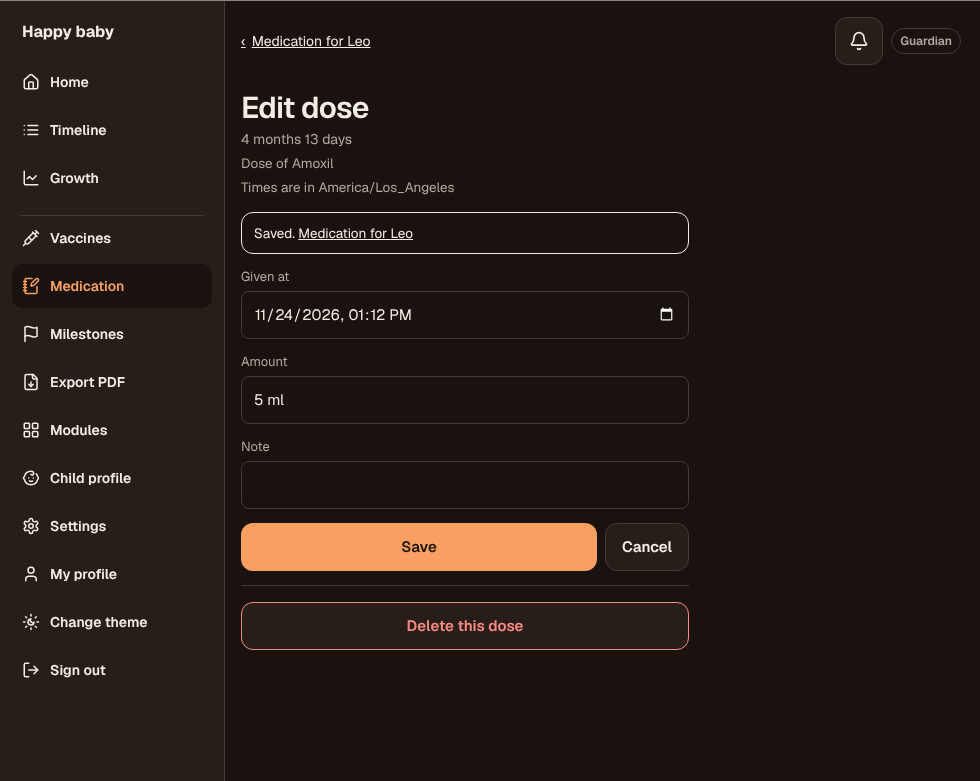 Happy baby
Home
Timeline
Growth
Vaccines
Medication
Milestones
Export PDF
Modules
Child profile
Settings
My profile
Change theme
Sign out
‹ Medication for Leo
Guardian
Edit dose
4 months 13 days
Dose of Amoxil
Times are in America/Los_Angeles
Saved. Medication for Leo
Given at
11/24/2026, 01:12 PM
Amount
5 ml
Note
Save
Cancel
Delete this dose